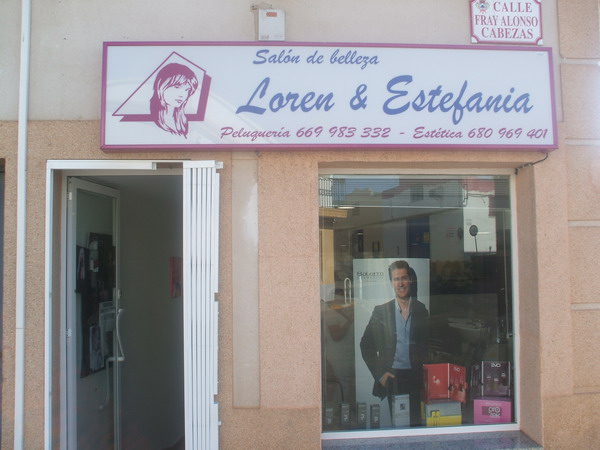 CALLE
FRAY ALONSO
CABEZAS
Salón de belleza
Loren & Estefania
Peluquería 669 983 332 - Estética 680 969 401